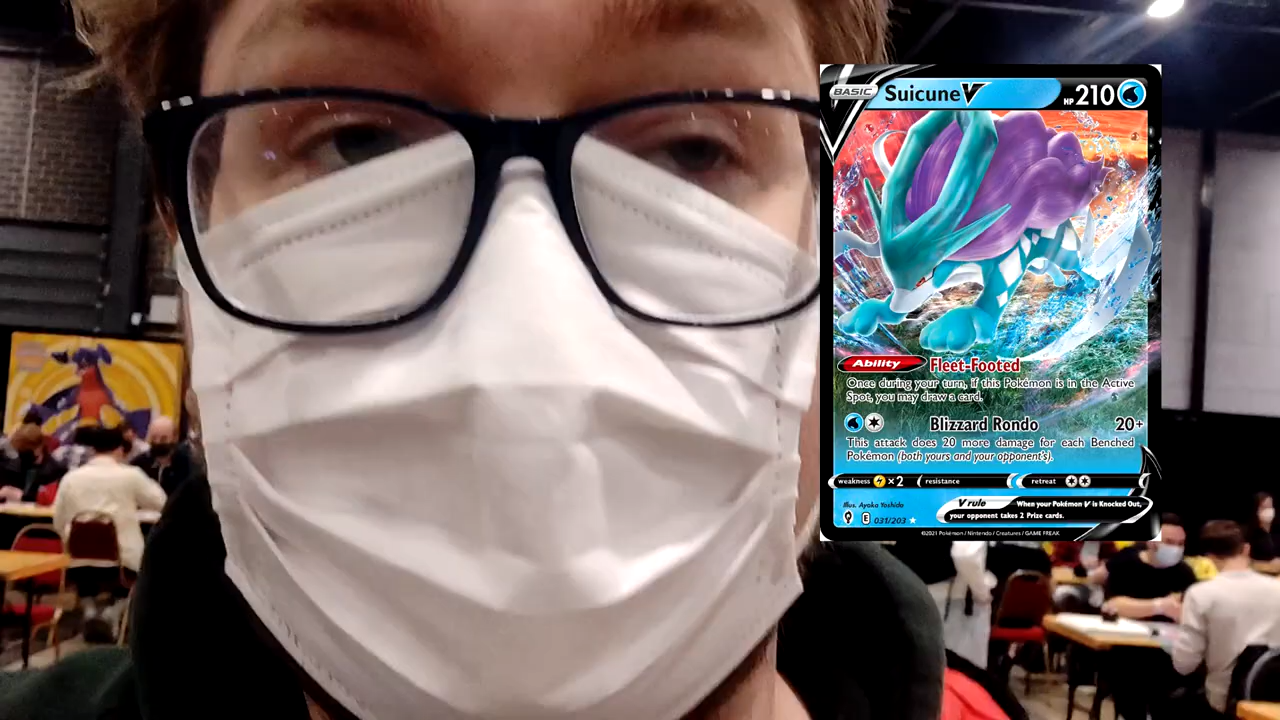 BASIC Suicune V HP 210
Ability Fleet-Footed
Once during your turn, if this Pokémon is in the Active
Spot, you may draw a card.
Blizzard Rondo 20+
This attack does 20 more damage for each Benched
Pokémon (both yours and your opponent's).
weakness ×2 resistance retreat
V rule When your Pokémon V is Knocked Out,
your opponent takes 2 Prize cards.
Illus. Ayaka Yoshida
E 031/203
©2021 Pokémon / Nintendo / Creatures / GAME FREAK